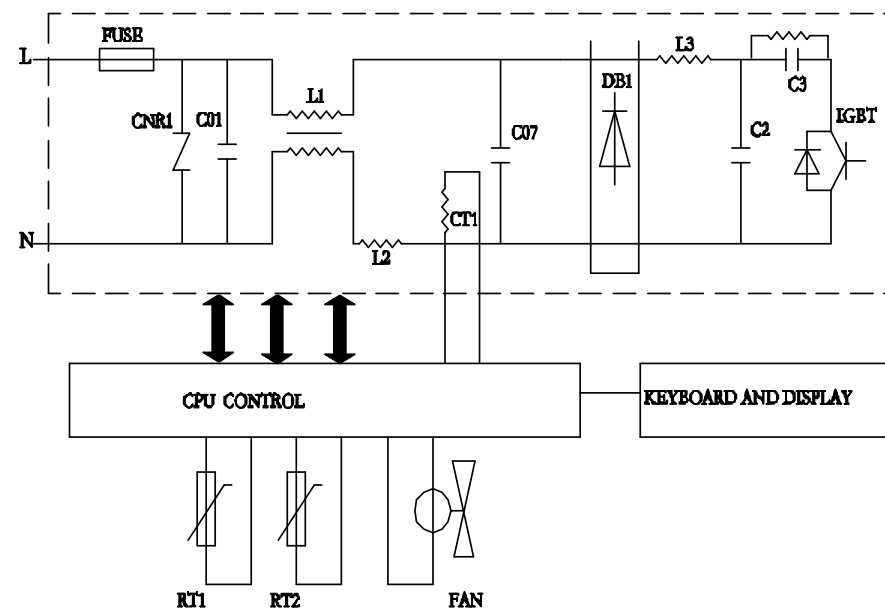 FUSE
L
L3
C3
DB1
L1
CNR1
C01
IGBT
C07
C2
CT1
N
L2
CPU CONTROL
KEYBOARD AND DISPLAY
RT1
RT2
FAN